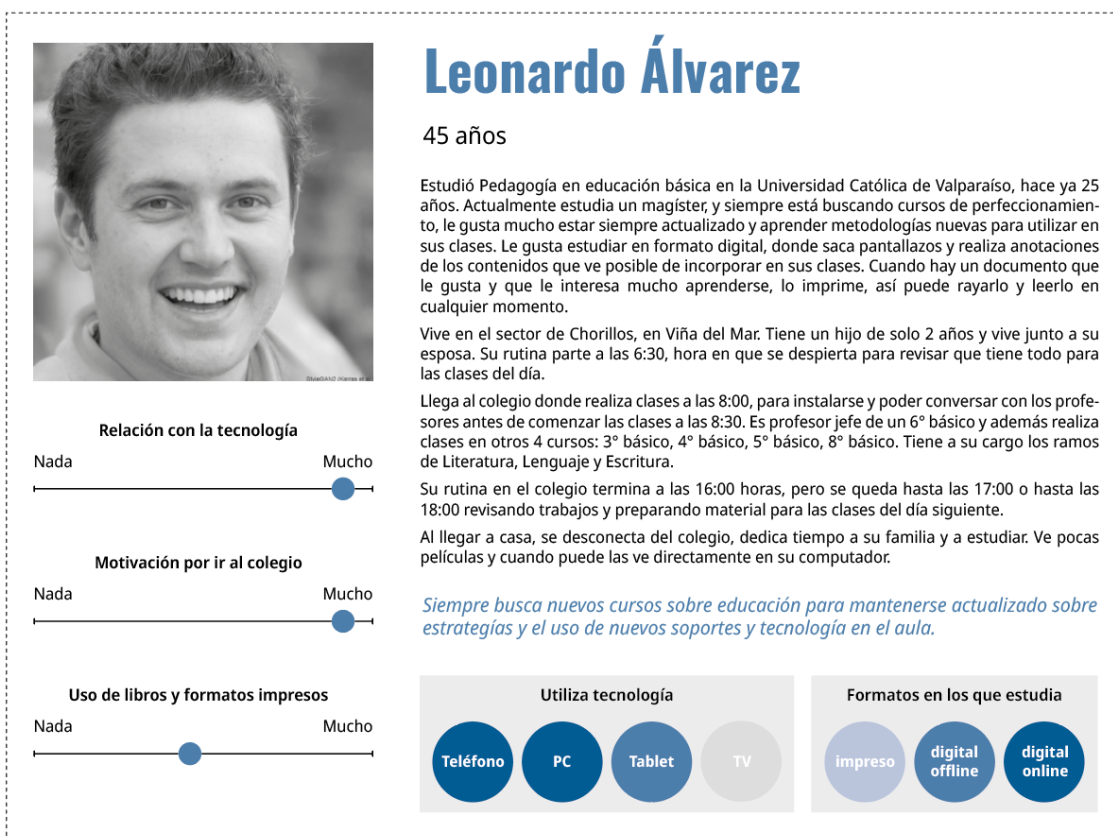 Leonardo Álvarez
45 años
Estudió Pedagogía en educación básica en la Universidad Católica de Valparaíso, hace ya 25
años. Actualmente estudia un magíster, y siempre está buscando cursos de perfeccionamien-
to, le gusta mucho estar siempre actualizado y aprender metodologías nuevas para utilizar en
sus clases. Le gusta estudiar en formato digital, donde saca pantallazos y realiza anotaciones
de los contenidos que ve posible de incorporar en sus clases. Cuando hay un documento que
le gusta y que le interesa mucho aprenderse, lo imprime, así puede rayarlo y leerlo en
cualquier momento.
Vive en el sector de Chorillos, en Viña del Mar. Tiene un hijo de solo 2 años y vive junto a su
esposa. Su rutina parte a las 6:30, hora en que se despierta para revisar que tiene todo para
las clases del día.
Llega al colegio donde realiza clases a las 8:00, para instalarse y poder conversar con los profe-
sores antes de comenzar las clases a las 8:30. Es profesor jefe de un 6° básico y además realiza
clases en otros 4 cursos: 3° básico, 4° básico, 5° básico, 8° básico. Tiene a su cargo los ramos
de Literatura, Lenguaje y Escritura.
Su rutina en el colegio termina a las 16:00 horas, pero se queda hasta las 17:00 o hasta las
18:00 revisando trabajos y preparando material para las clases del día siguiente.
Al llegar a casa, se desconecta del colegio, dedica tiempo a su familia y a estudiar. Ve pocas
películas y cuando puede las ve directamente en su computador.
Siempre busca nuevos cursos sobre educación para mantenerse actualizado sobre
estrategías y el uso de nuevos soportes y tecnología en el aula.
Relación con la tecnología
Nada Mucho
Motivación por ir al colegio
Nada Mucho
Uso de libros y formatos impresos
Nada Mucho
Utiliza tecnología
Teléfono PC Tablet TV
Formatos en los que estudia
impreso
digital
offline
digital
online